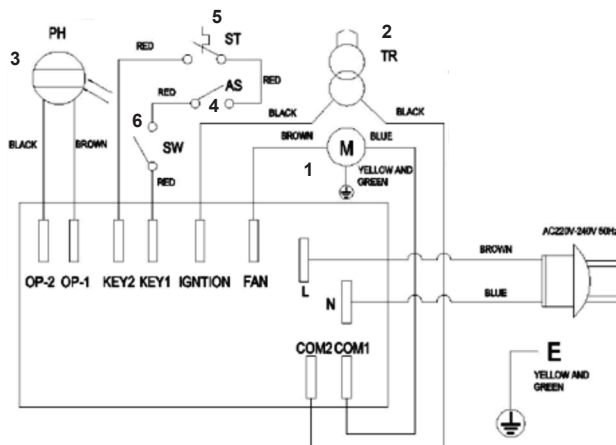 5
PH
ST
2
3
RED
TR
RED
AS
RED
4
BLACK
6
BROWN
BLUE
BLACK
BROWN
SW
M
1
YELLOW AND
GREEN
RED
AC220V-240V 50Hz
BROWN
OP-2 OP-1 KEY2 KEY1 IGNTION FAN
L
BLUE
N
COM2 COM1
E
YELLOW AND
GREEN